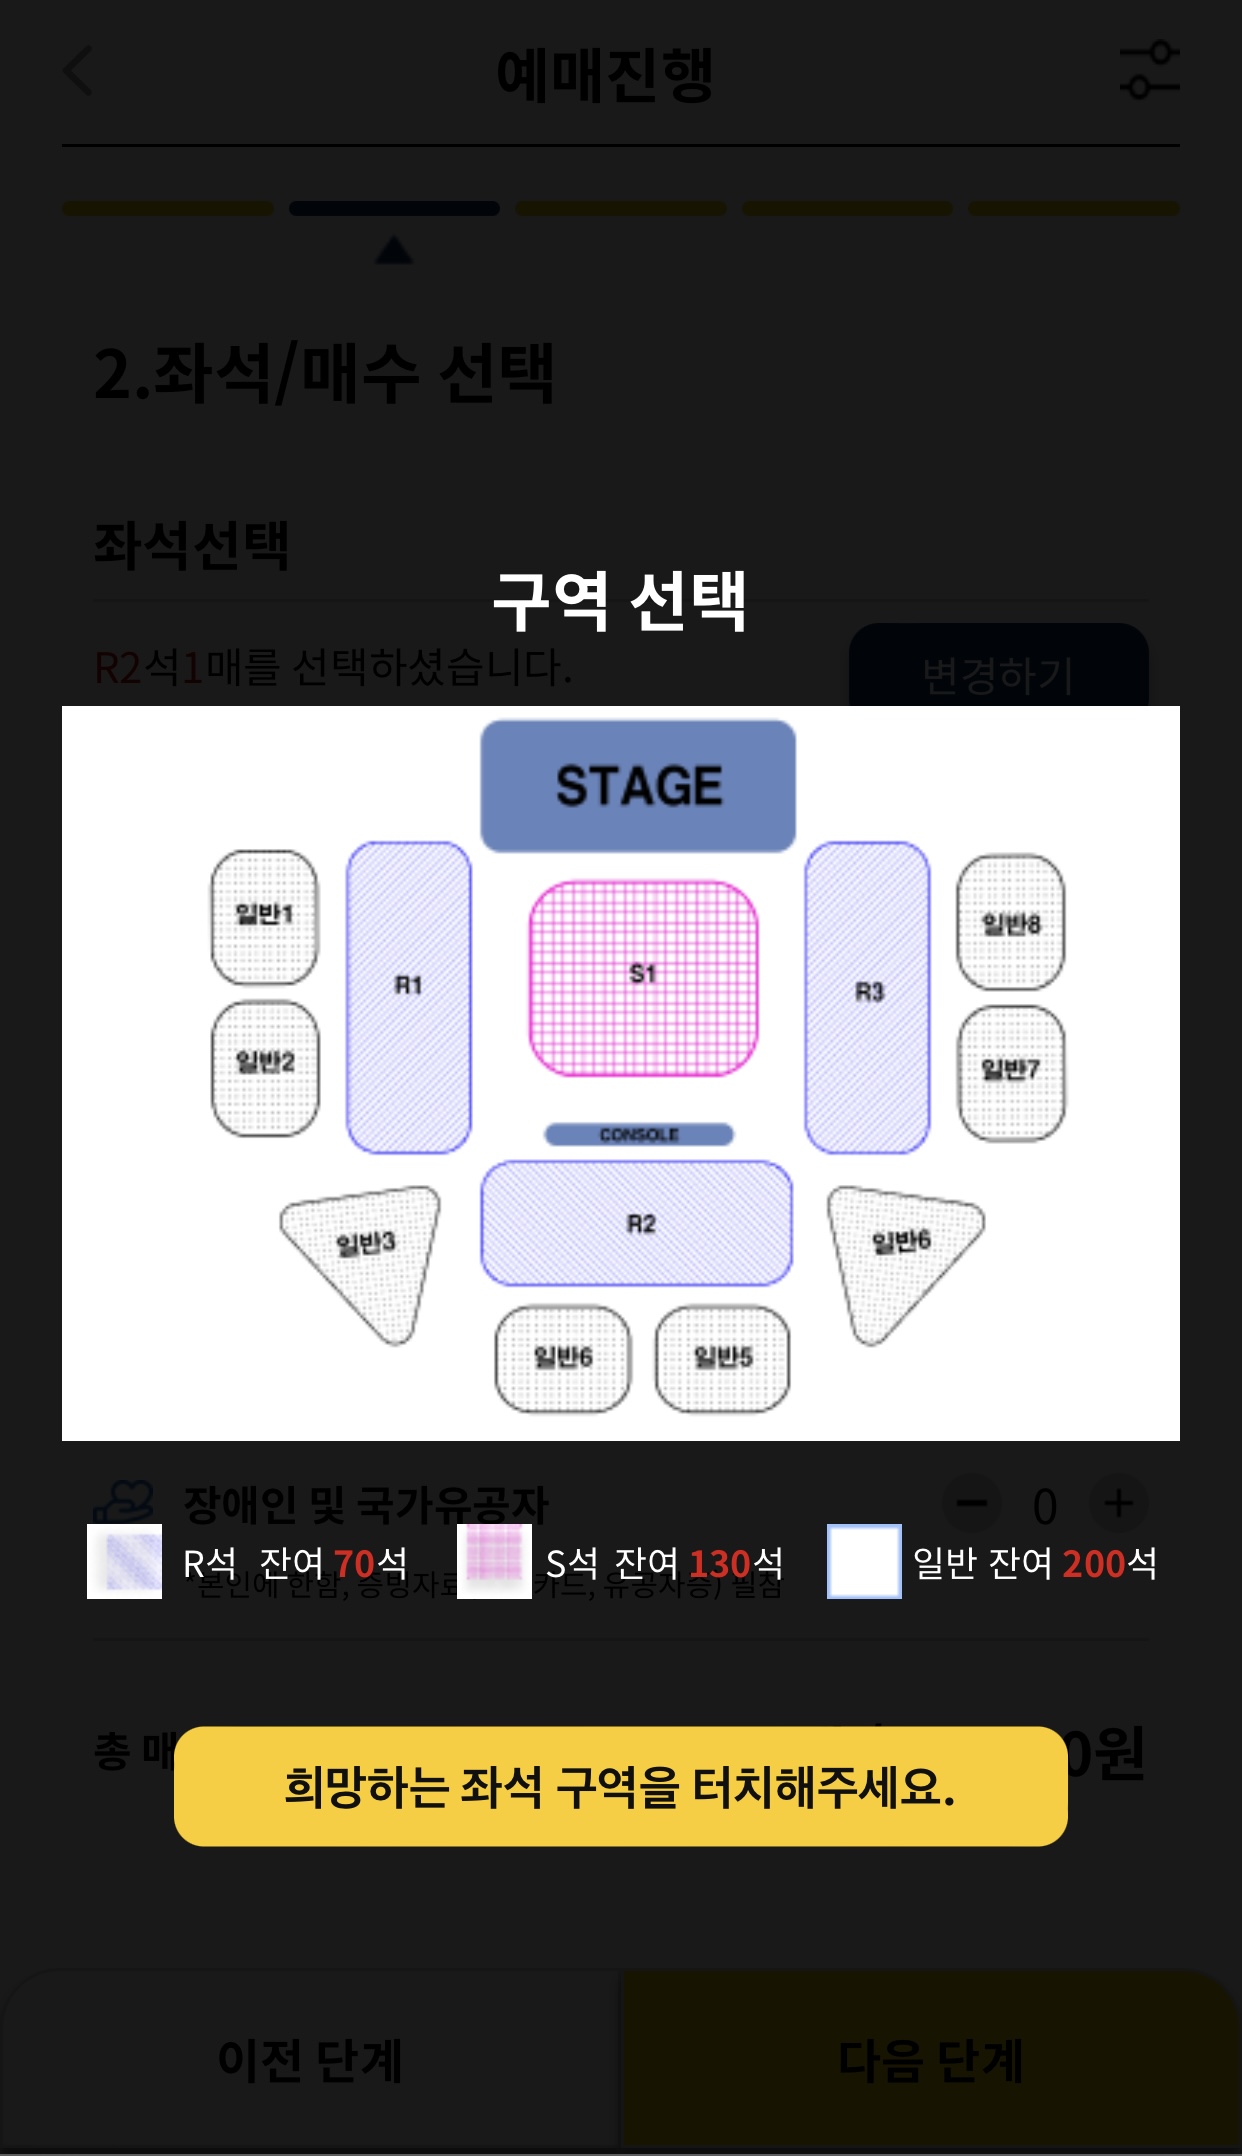 예매진행
2.좌석/매수 선택
좌석선택
구역 선택
R2석1매를 선택하셨습니다.
변경하기
STAGE
일반1
R1
S1
R3
일반8
일반2
일반7
CONSOLE
일반3
R2
일반6
일반6
일반5
장애인 및 국가유공자
0
R석 잔여 70석
S석 잔여 130석
일반 잔여 200석
*본인에 한함, 증명자료 카드, 유공자증) 필참
총 매
0원
희망하는 좌석 구역을 터치해주세요.
이전 단계
다음 단계